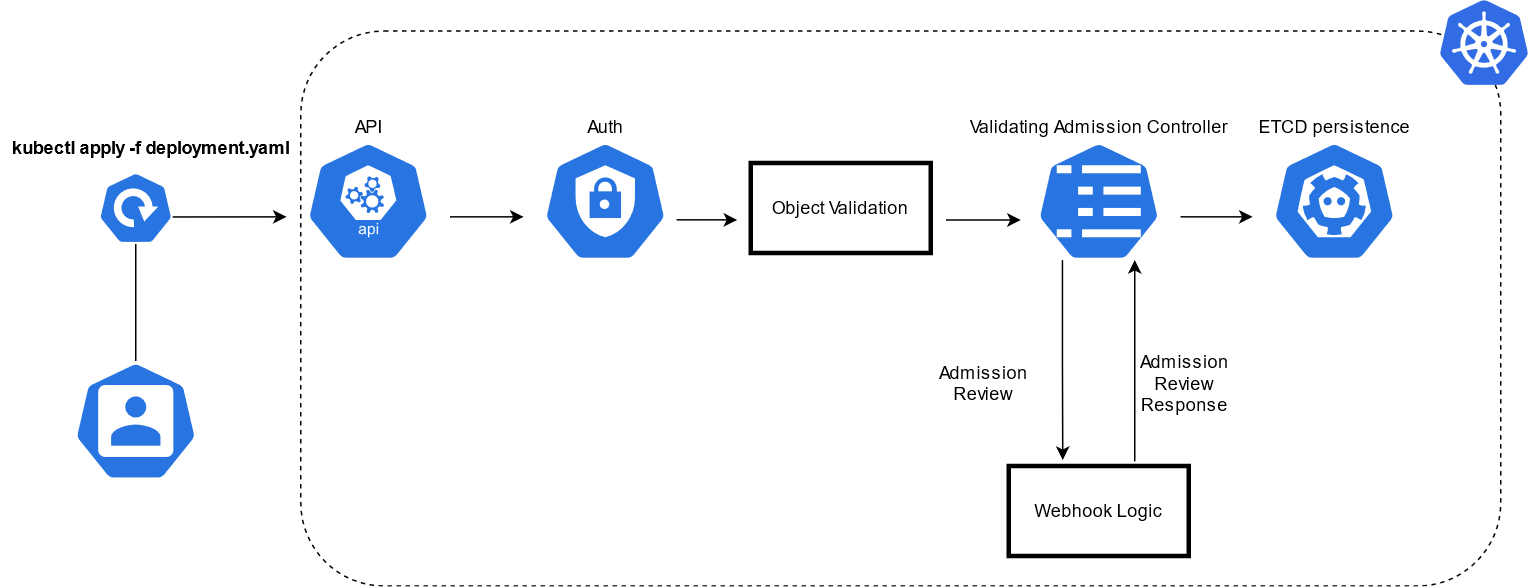 kubectl apply -f deployment.yaml
API
api
Auth
Object Validation
Validating Admission Controller
ETCD persistence
Admission
Review
Admission
Review
Response
Webhook Logic